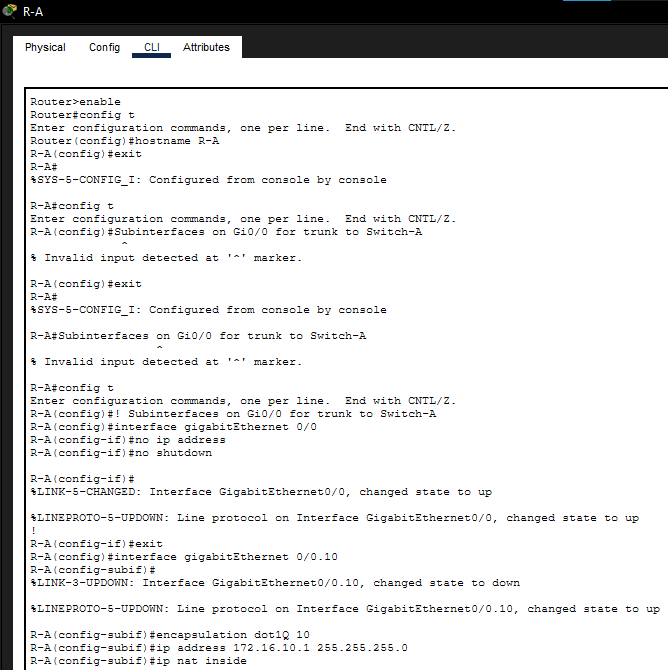 R-A
Physical Config CLI Attributes
Router>enable
Router#config t
Enter configuration commands, one per line.  End with CNTL/Z.
Router(config)#hostname R-A
R-A(config)#exit
R-A#
%SYS-5-CONFIG_I: Configured from console by console
R-A#config t
Enter configuration commands, one per line.  End with CNTL/Z.
R-A(config)#Subinterfaces on Gi0/0 for trunk to Switch-A
^
% Invalid input detected at '^' marker.
R-A(config)#exit
R-A#
%SYS-5-CONFIG_I: Configured from console by console
R-A#Subinterfaces on Gi0/0 for trunk to Switch-A
^
% Invalid input detected at '^' marker.
R-A#config t
Enter configuration commands, one per line.  End with CNTL/Z.
R-A(config)#! Subinterfaces on Gi0/0 for trunk to Switch-A
R-A(config)#interface gigabitEthernet 0/0
R-A(config-if)#no ip address
R-A(config-if)#no shutdown
R-A(config-if)#
%LINK-5-CHANGED: Interface GigabitEthernet0/0, changed state to up
%LINEPROTO-5-UPDOWN: Line protocol on Interface GigabitEthernet0/0, changed state to up
!
R-A(config-if)#exit
R-A(config)#interface gigabitEthernet 0/0.10
R-A(config-subif)#
%LINK-3-UPDOWN: Interface GigabitEthernet0/0.10, changed state to down
%LINEPROTO-5-UPDOWN: Line protocol on Interface GigabitEthernet0/0.10, changed state to up
R-A(config-subif)#encapsulation dot1Q 10
R-A(config-subif)#ip address 172.16.10.1 255.255.255.0
R-A(config-subif)#ip nat inside